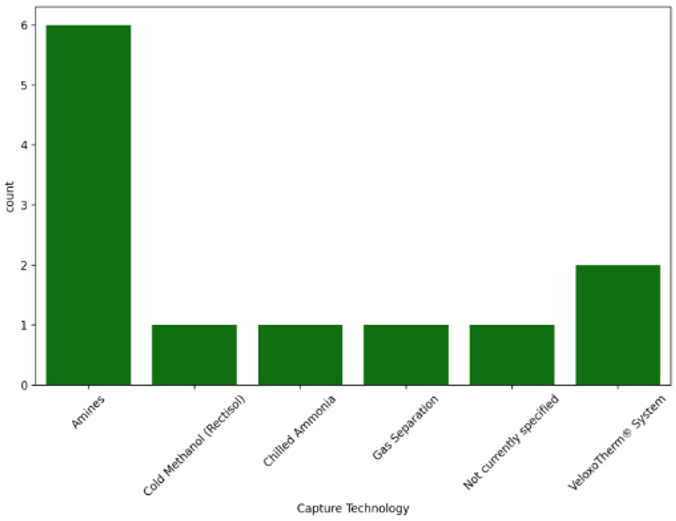 6
5
4
3
2
1
0
count
Amines
Cold Methanol (Rectisol)
Chilled Ammonia
Gas Separation
Not currently specified
VeloxoTherm® System
Capture Technology